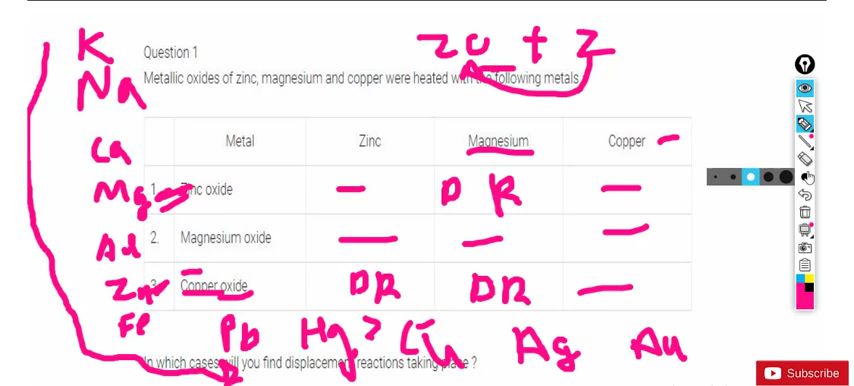 K
Question 1
ZO + Z
Na
Metallic oxides of zinc, magnesium and copper were heated with the following metals.
Ca
Metal Zinc Magnesium Copper —
Mg
1. Zinc oxide — D R —
Al
2. Magnesium oxide — — —
Zn
3. Copper oxide DR DR —
Fe Pb Hg > Cu Ag Au
In which cases will you find displacement reactions taking place ?
Subscribe